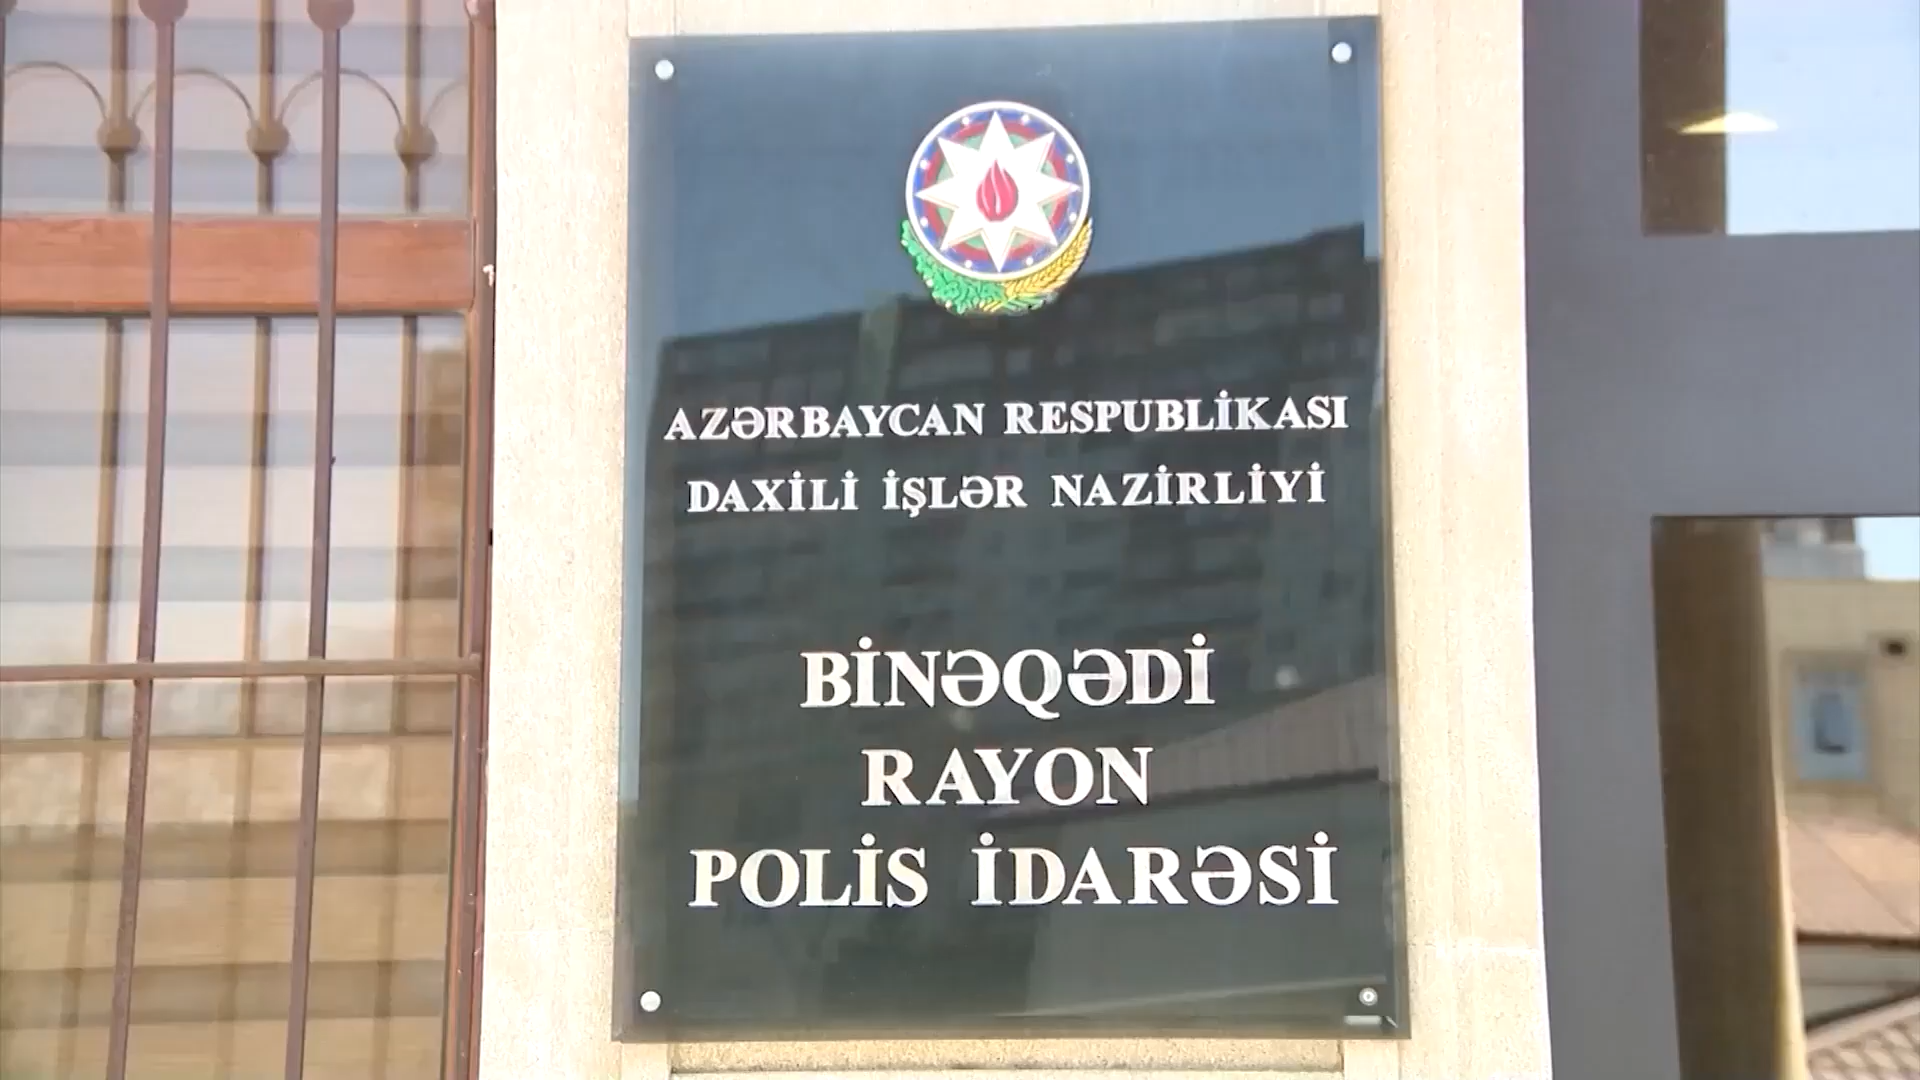 AZƏRBAYCAN RESPUBLİKASI
DAXİLİ İŞLƏR NAZİRLİYİ
BİNƏQƏDİ
RAYON
POLİS İDARƏSİ